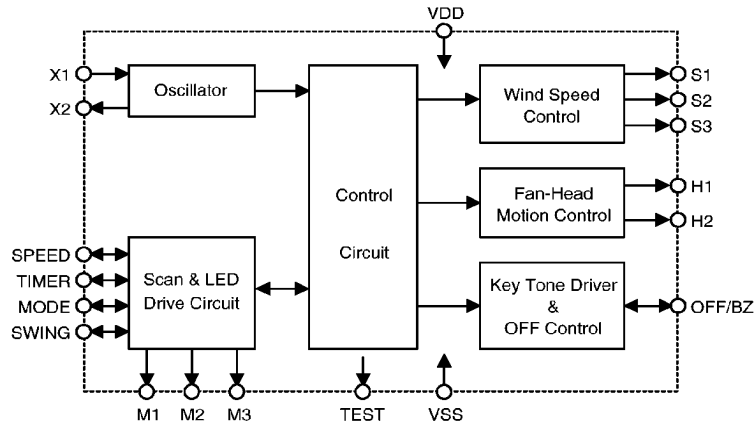 VDD
X1
X2
Oscillator
Control
Circuit
Wind Speed
Control
S1
S2
S3
Fan-Head
Motion Control
H1
H2
SPEED
TIMER
MODE
SWING
Scan & LED
Drive Circuit
Key Tone Driver
&
OFF Control
OFF/BZ
M1
M2
M3
TEST
VSS